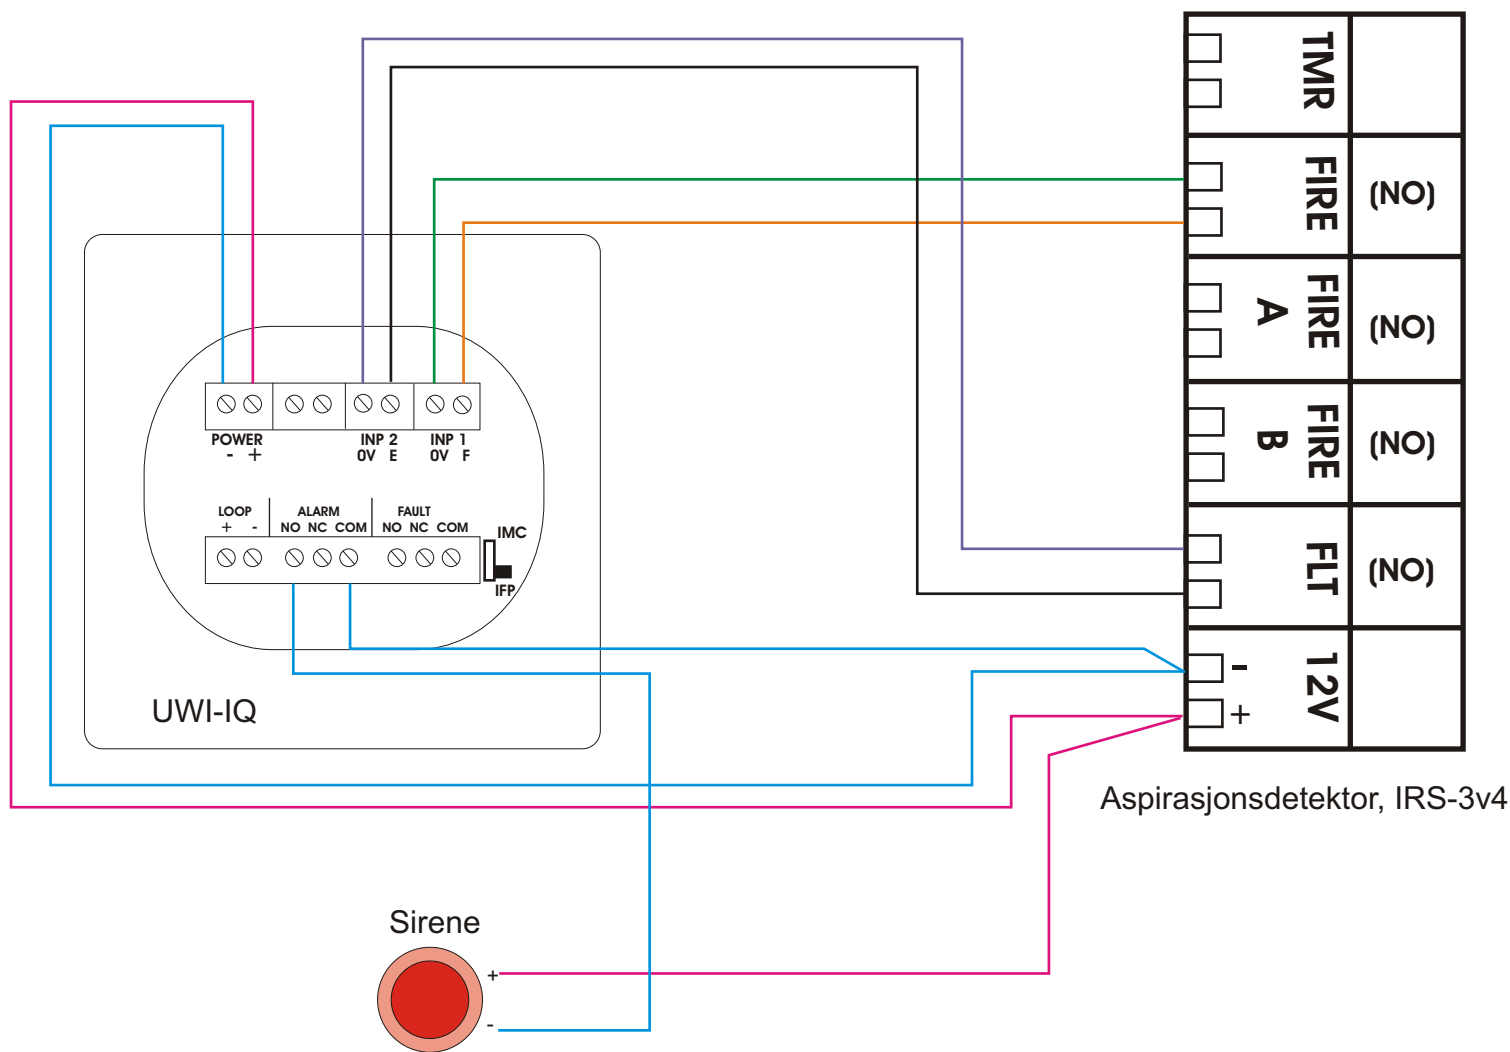 TMR
FIRE (NO)
FIRE A (NO)
FIRE B (NO)
FLT (NO)
- 12V
+
POWER INP 2 INP 1
- + 0V E 0V F
LOOP ALARM FAULT
+ - NO NC COM NO NC COM
IMC
IFP
UWI-IQ
Aspirasjonsdetektor, IRS-3v4
Sirene
+
-